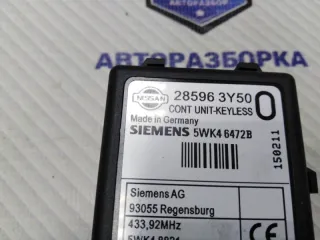 АВТОРАЗБОРКА
NISSAN
28596 3Y50 0
CONT UNIT-KEYLESS
Made in Germany
SIEMENS 5WK4 6472B
150211
Siemens AG
93055 Regensburg
433,92MHz
CE